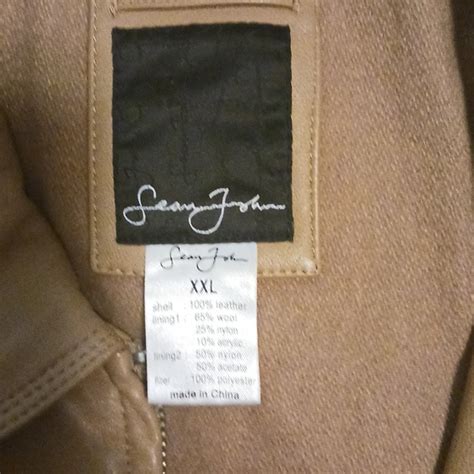 Sean John
Sean John
XXL
shell : 100% leather
lining1 : 65% wool
25% nylon
10% acrylic
lining2 : 50% nylon
50% acetate
filler : 100% polyester
made in China